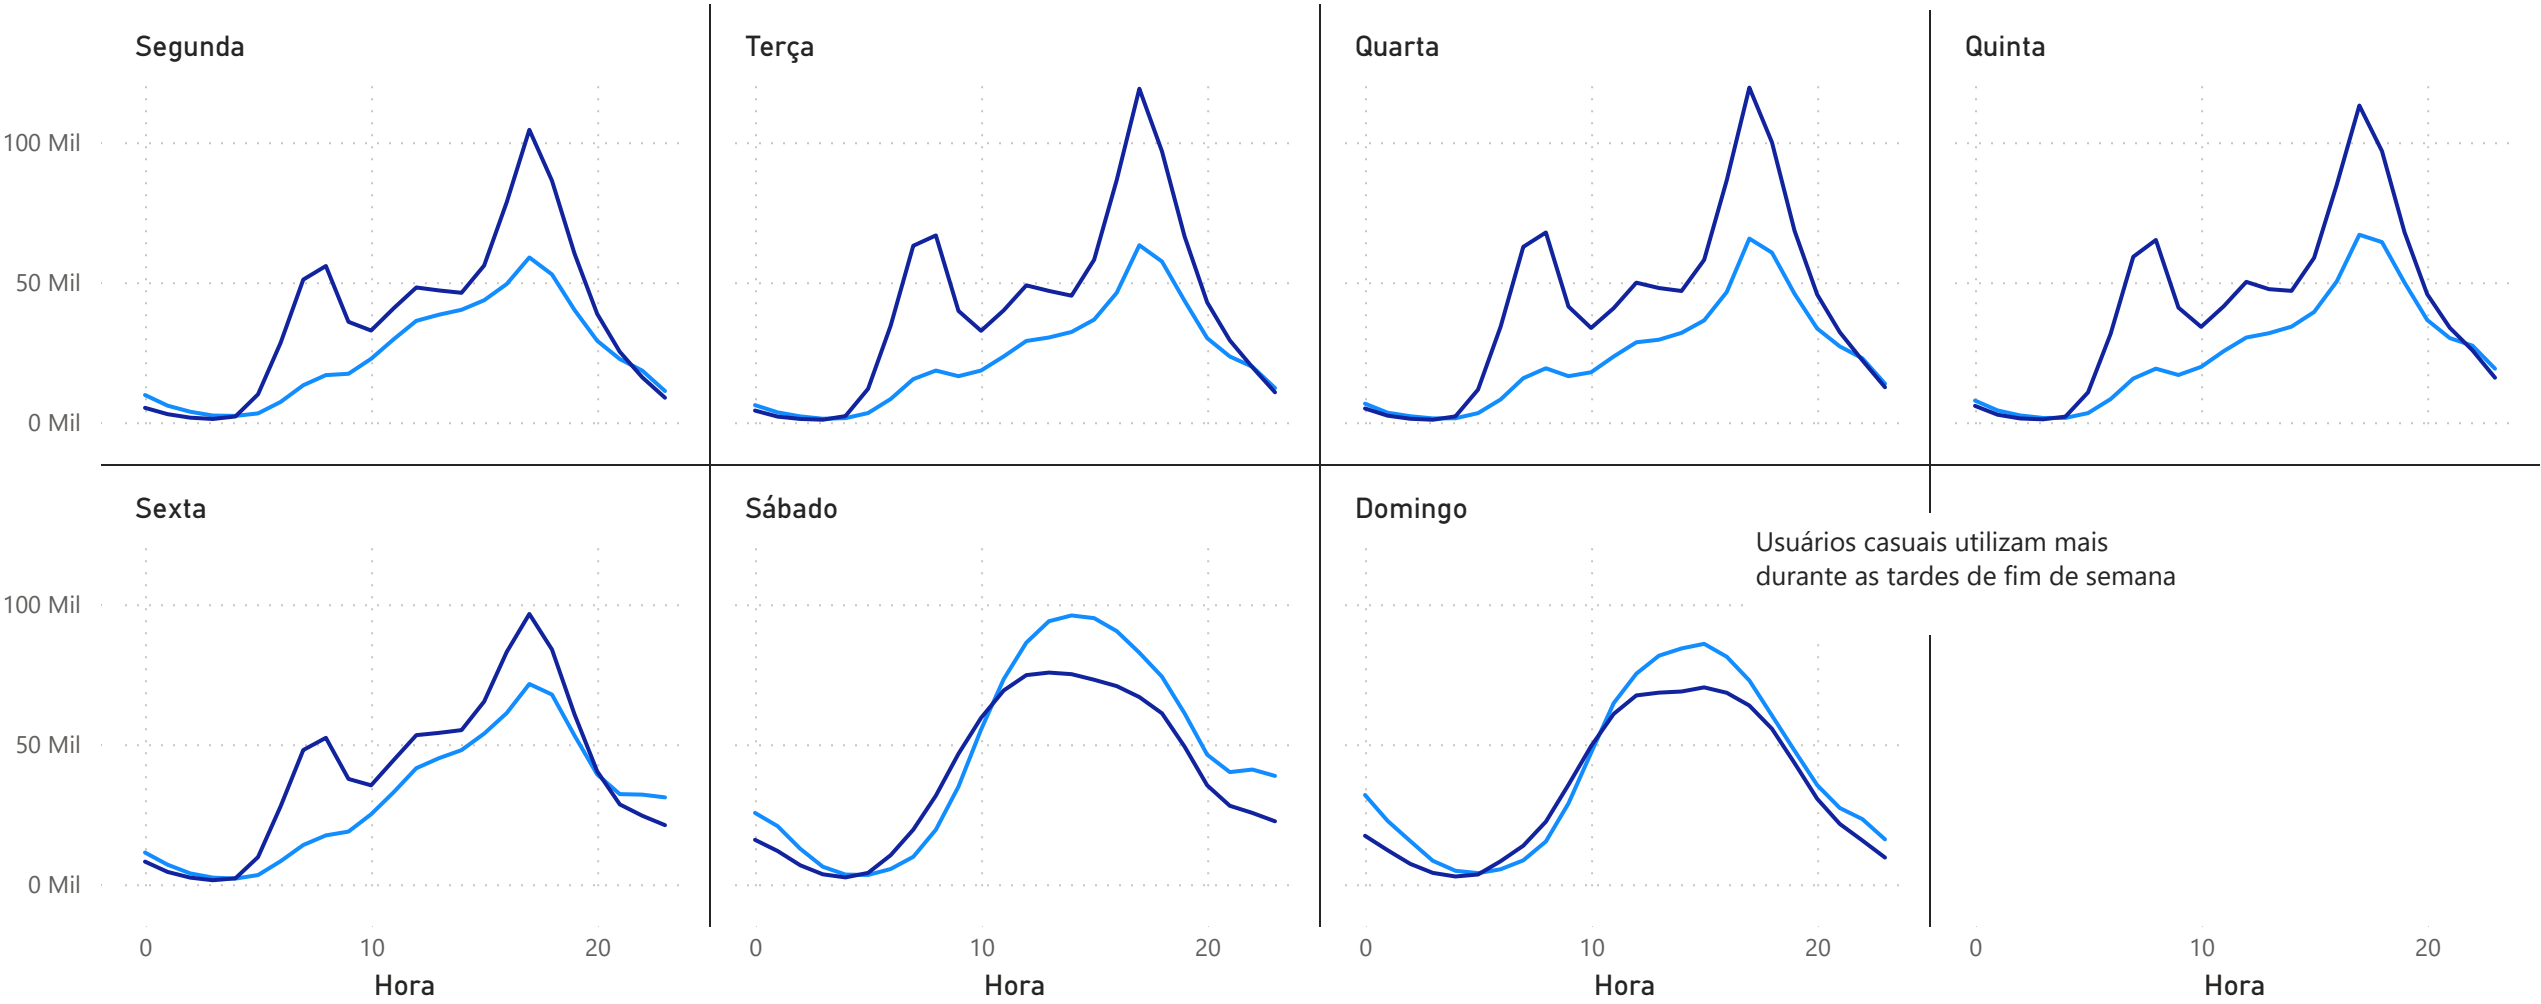 Segunda
Terça
Quarta
Quinta
100 Mil
50 Mil
0 Mil
Sexta
Sábado
Domingo
Usuários casuais utilizam mais
durante as tardes de fim de semana
100 Mil
50 Mil
0 Mil
0 10 20 0 10 20 0 10 20 0 10 20
Hora Hora Hora Hora